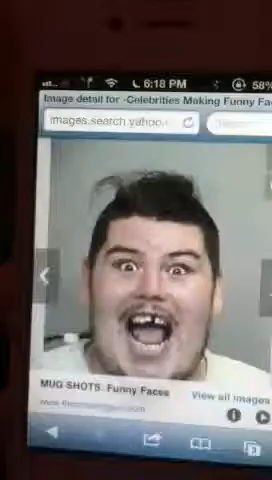 6:18 PM
58%
Image detail for -Celebrities Making Funny Fa
images.search.yahoo.
MUG SHOTS: Funny Faces
View all images